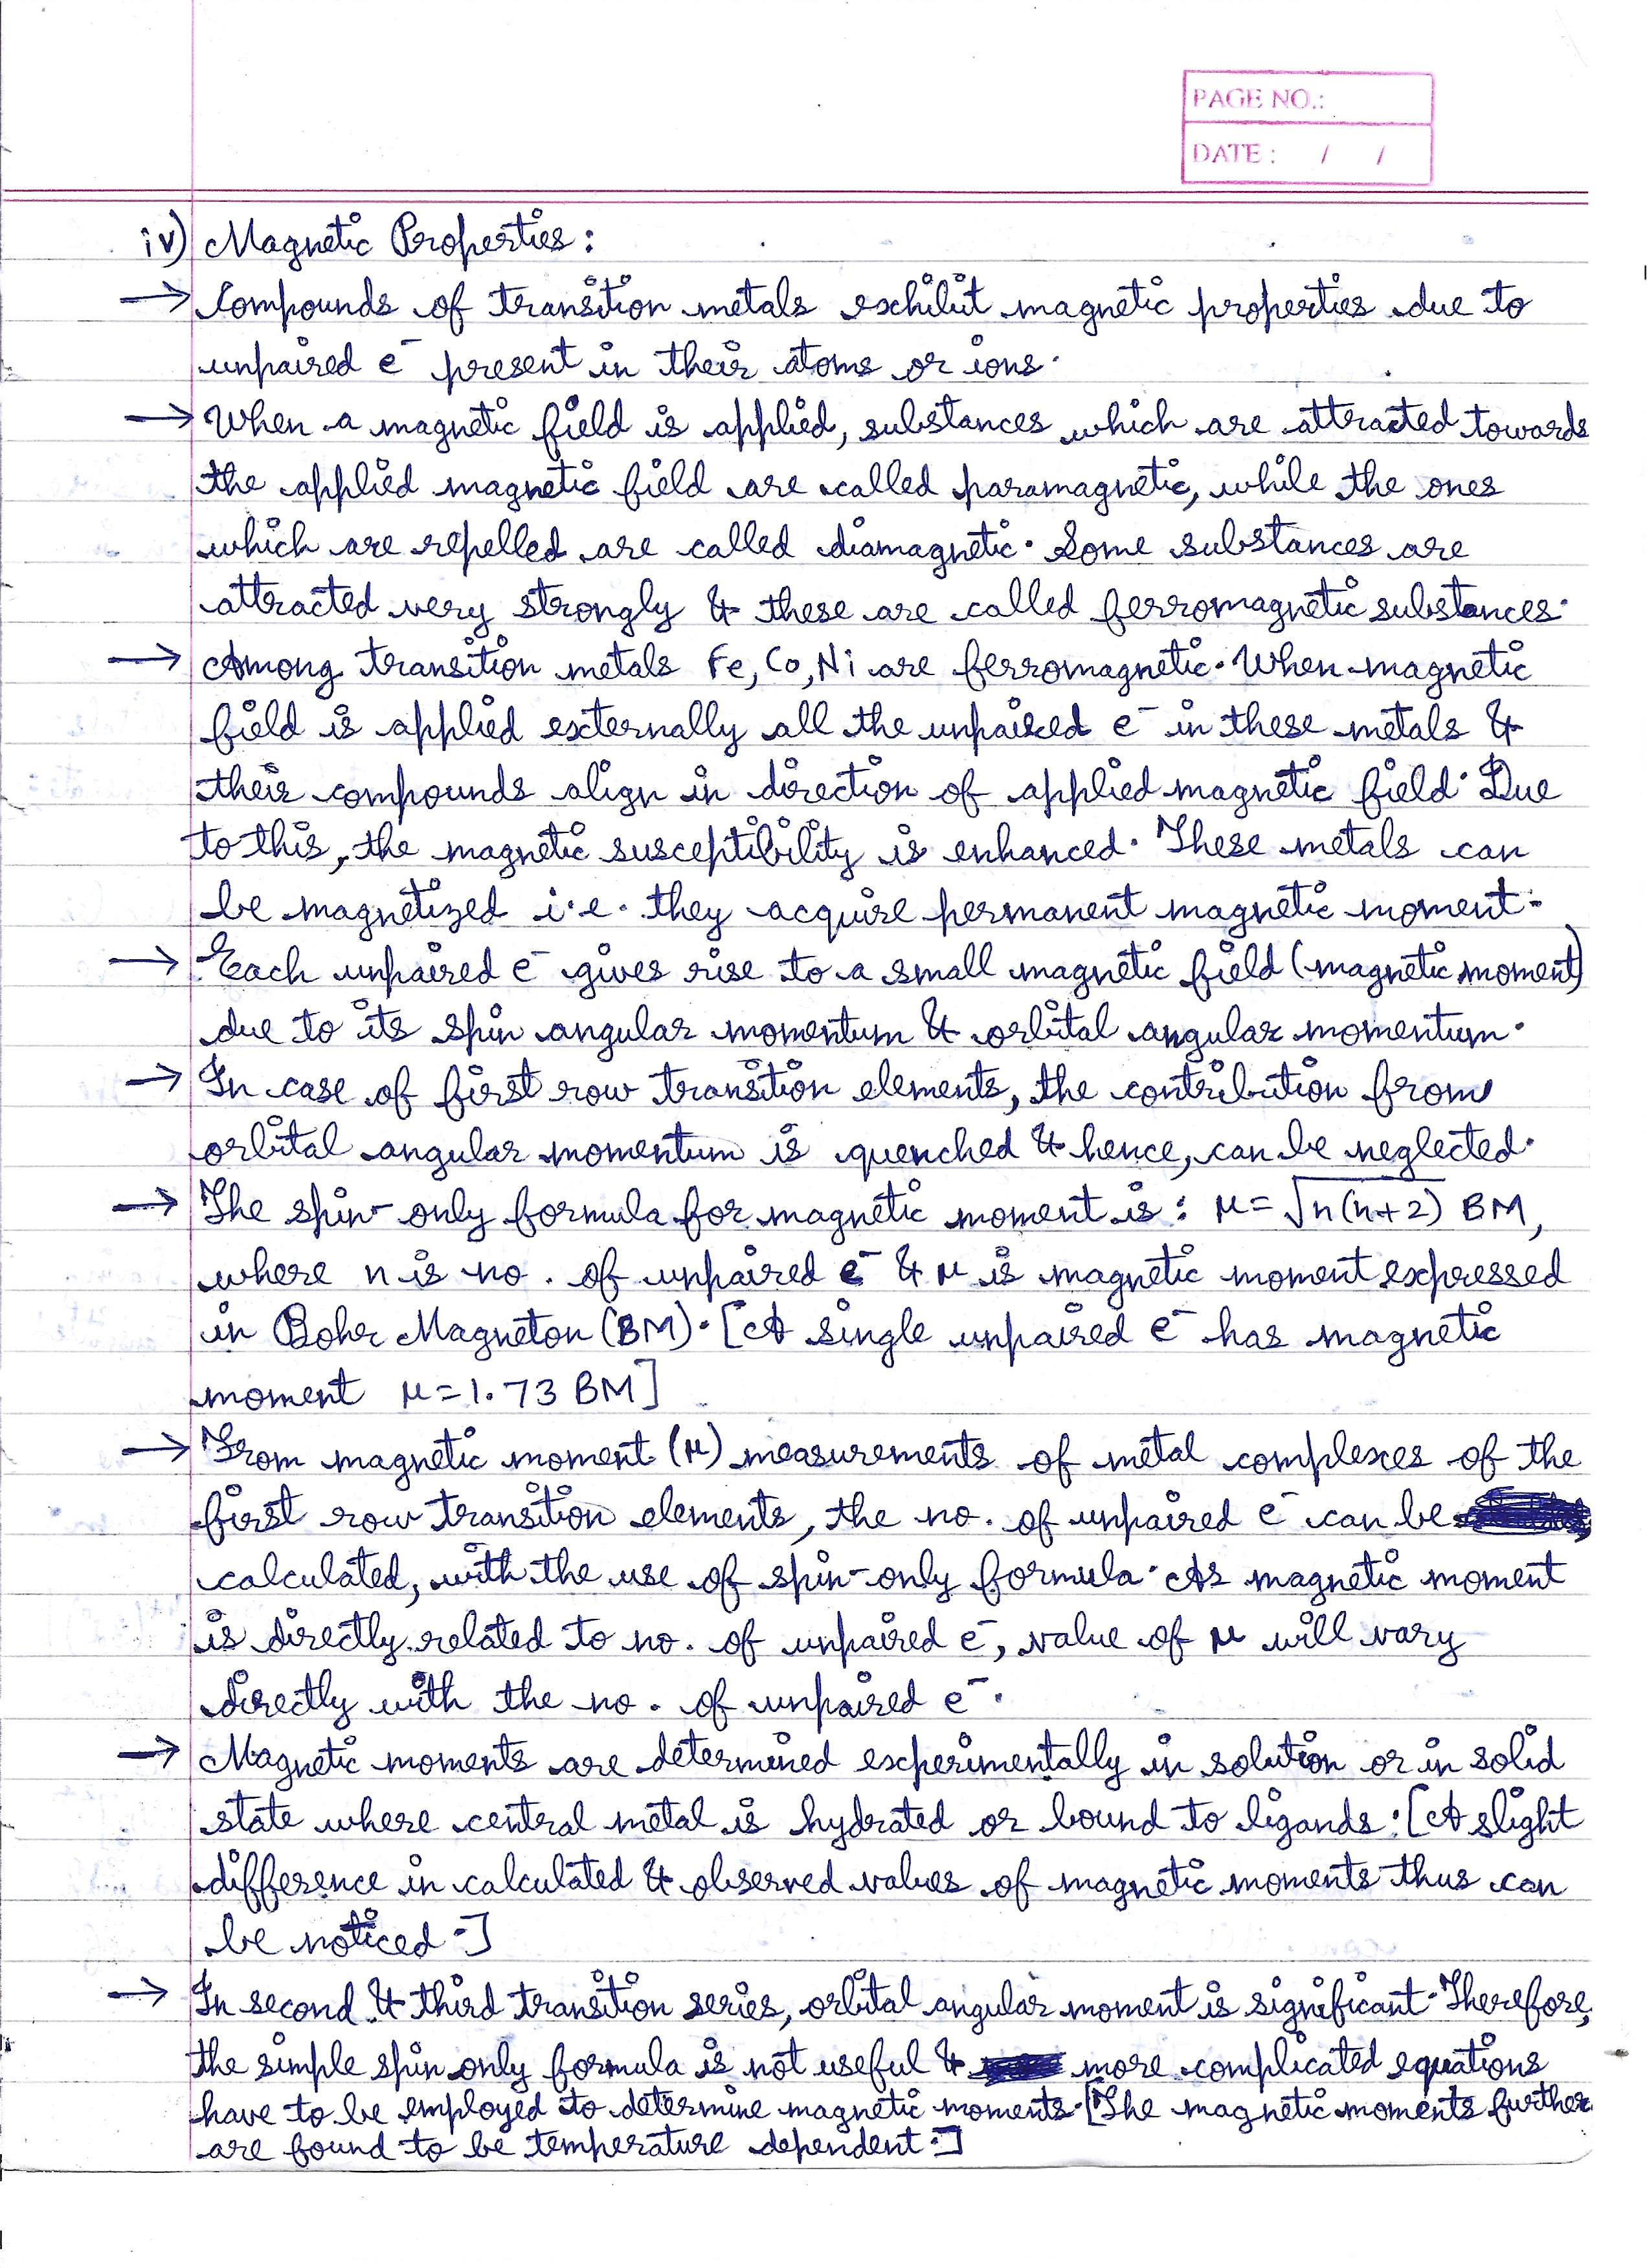 PAGE NO.:
DATE : / /
iv) Magnetic Properties :
→ Compounds of transition metals exhibit magnetic properties due to
unpaired e⁻ present in their atoms or ions.
→ When a magnetic field is applied, substances which are attracted towards
the applied magnetic field are called paramagnetic, while the ones
which are repelled are called diamagnetic. Some substances are
attracted very strongly & these are called ferromagnetic substances.
→ Among transition metals Fe, Co, Ni are ferromagnetic. When magnetic
field is applied externally all the unpaired e⁻ in these metals &
their compounds align in direction of applied magnetic field. Due
to this, the magnetic susceptibility is enhanced. These metals can
be magnetized i.e. they acquire permanent magnetic moment.
→ Each unpaired e⁻ gives rise to a small magnetic field (magnetic moment)
due to its spin angular momentum & orbital angular momentum.
→ In case of first row transition elements, the contribution from
orbital angular momentum is quenched & hence, can be neglected.
→ The spin-only formula for magnetic moment is : μ = √n(n+2) BM,
where n is no. of unpaired e⁻ & μ is magnetic moment expressed
in Bohr Magneton (BM). [A single unpaired e⁻ has magnetic
moment μ = 1.73 BM]
→ From magnetic moment (μ) measurements of metal complexes of the
first row transition elements, the no. of unpaired e⁻ can be
calculated, with the use of spin-only formula. As magnetic moment
is directly related to no. of unpaired e⁻, value of μ will vary
directly with the no. of unpaired e⁻.
→ Magnetic moments are determined experimentally in solution or in solid
state where central metal is hydrated or bound to ligands. [A slight
difference in calculated & observed values of magnetic moments thus can
be noticed.]
→ In second & third transition series, orbital angular moment is significant. Therefore,
the simple spin only formula is not useful & more complicated equations
have to be employed to determine magnetic moments. [The magnetic moments further
are found to be temperature dependent.]